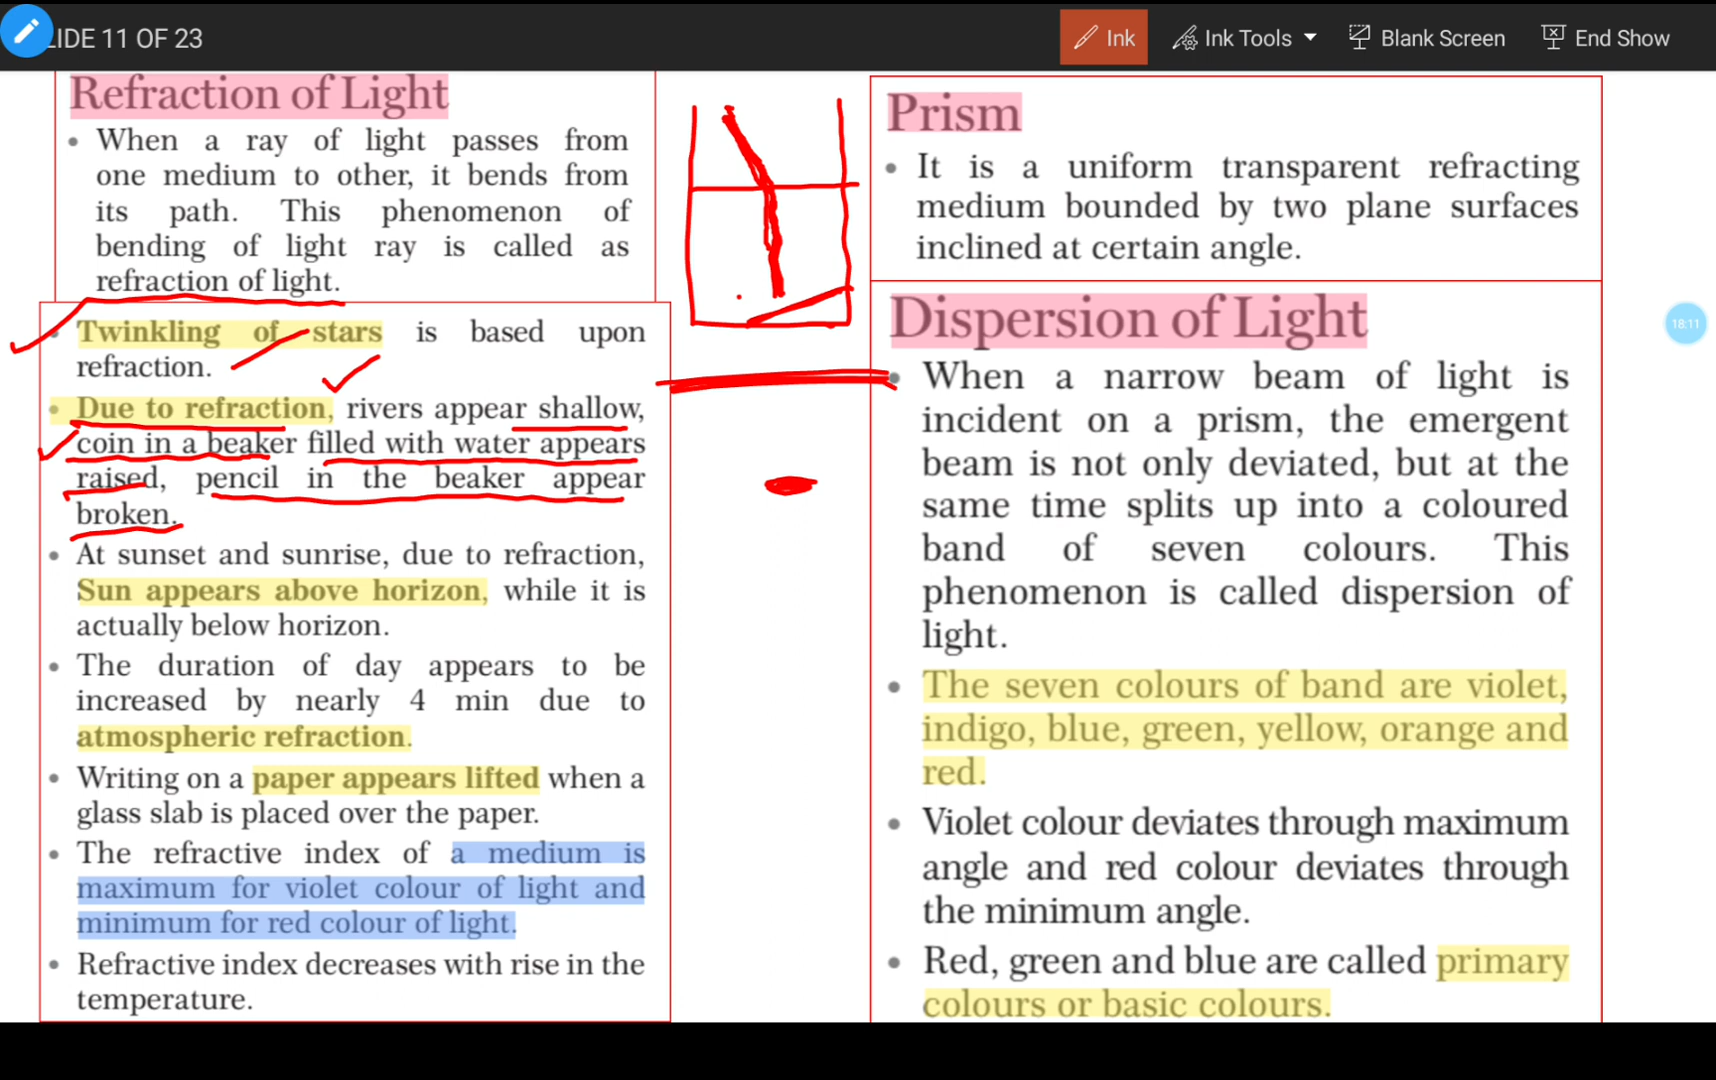 LIDE 11 OF 23
Ink
Ink Tools
Blank Screen
End Show
Refraction of Light
• When a ray of light passes from
one medium to other, it bends from
its path. This phenomenon of
bending of light ray is called as
refraction of light.
• Twinkling of stars is based upon
refraction.
• Due to refraction, rivers appear shallow,
coin in a beaker filled with water appears
raised, pencil in the beaker appear
broken.
• At sunset and sunrise, due to refraction,
Sun appears above horizon, while it is
actually below horizon.
• The duration of day appears to be
increased by nearly 4 min due to
atmospheric refraction.
• Writing on a paper appears lifted when a
glass slab is placed over the paper.
• The refractive index of a medium is
maximum for violet colour of light and
minimum for red colour of light.
• Refractive index decreases with rise in the
temperature.
Prism
• It is a uniform transparent refracting
medium bounded by two plane surfaces
inclined at certain angle.
Dispersion of Light
• When a narrow beam of light is
incident on a prism, the emergent
beam is not only deviated, but at the
same time splits up into a coloured
band of seven colours. This
phenomenon is called dispersion of
light.
• The seven colours of band are violet,
indigo, blue, green, yellow, orange and
red.
• Violet colour deviates through maximum
angle and red colour deviates through
the minimum angle.
• Red, green and blue are called primary
colours or basic colours.
18:11